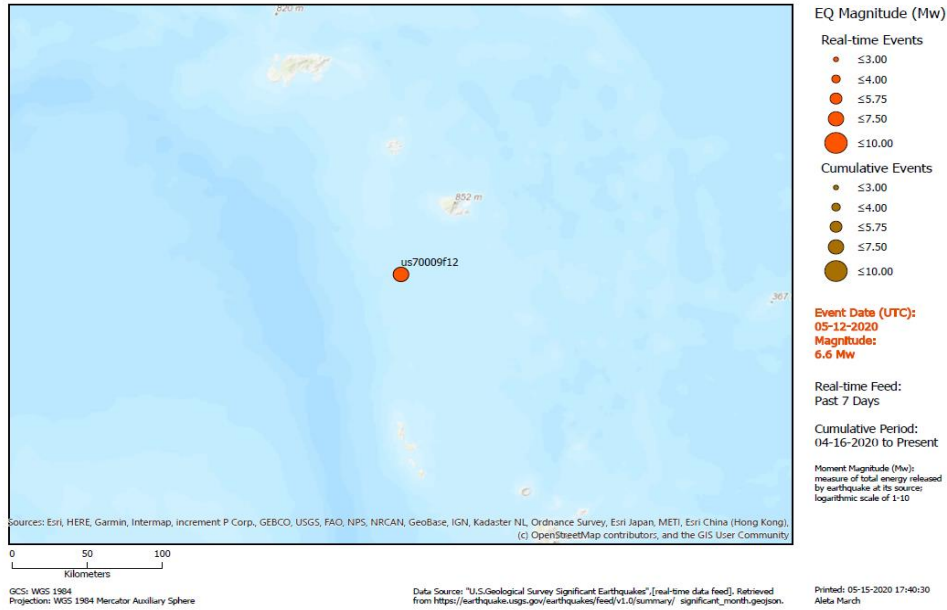 820 m
852 m
us70009f12
367
Sources: Esri, HERE, Garmin, Intermap, increment P Corp., GEBCO, USGS, FAO, NPS, NRCAN, GeoBase, IGN, Kadaster NL, Ordnance Survey, Esri Japan, METI, Esri China (Hong Kong),
(c) OpenStreetMap contributors, and the GIS User Community
0 50 100
Kilometers
GCS: WGS 1984
Projection: WGS 1984 Mercator Auxiliary Sphere
Data Source: "U.S.Geological Survey Significant Earthquakes",[real-time data feed]. Retrieved
from https://earthquake.usgs.gov/earthquakes/feed/v1.0/summary/ significant_month.geojson.
EQ Magnitude (Mw)
Real-time Events
≤3.00
≤4.00
≤5.75
≤7.50
≤10.00
Cumulative Events
≤3.00
≤4.00
≤5.75
≤7.50
≤10.00
Event Date (UTC):
05-12-2020
Magnitude:
6.6 Mw
Real-time Feed:
Past 7 Days
Cumulative Period:
04-16-2020 to Present
Moment Magnitude (Mw):
measure of total energy released
by earthquake at its source;
logarithmic scale of 1-10
Printed: 05-15-2020 17:40:30
Aleta March